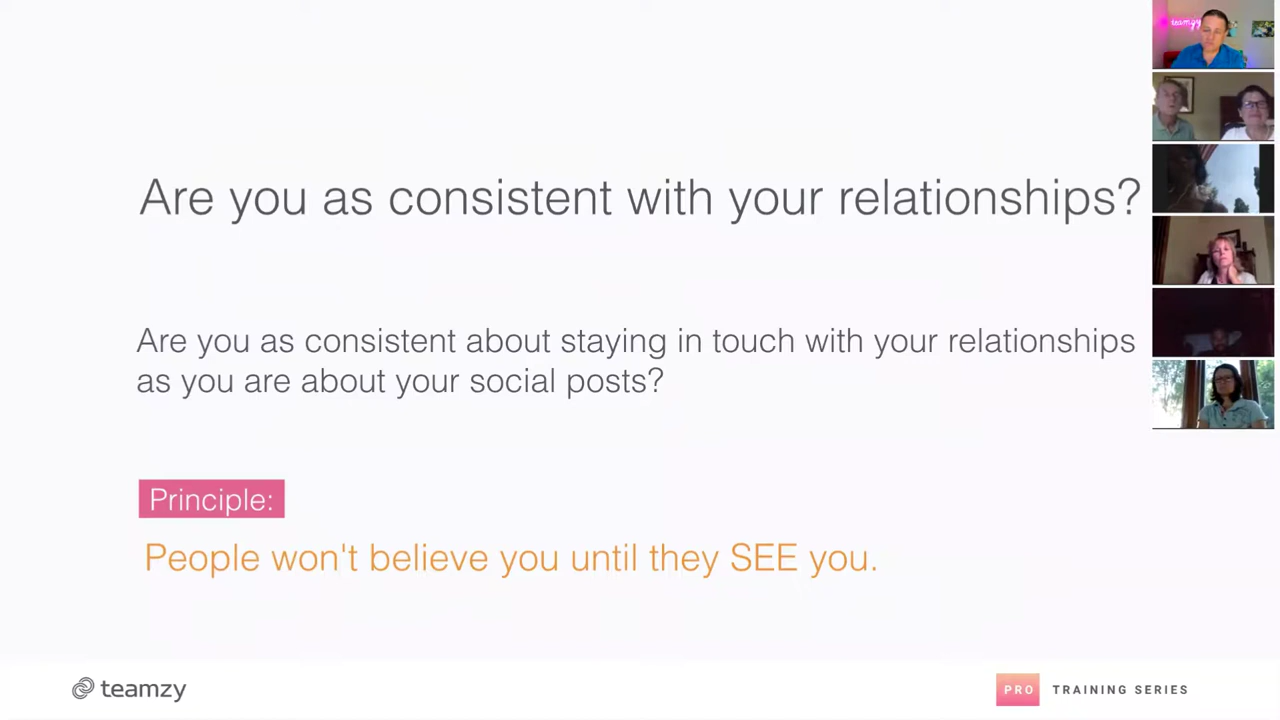 Are you as consistent with your relationships?
Are you as consistent about staying in touch with your relationships
as you are about your social posts?
Principle:
People won't believe you until they SEE you.
teamzy
PRO TRAINING SERIES
teamzy